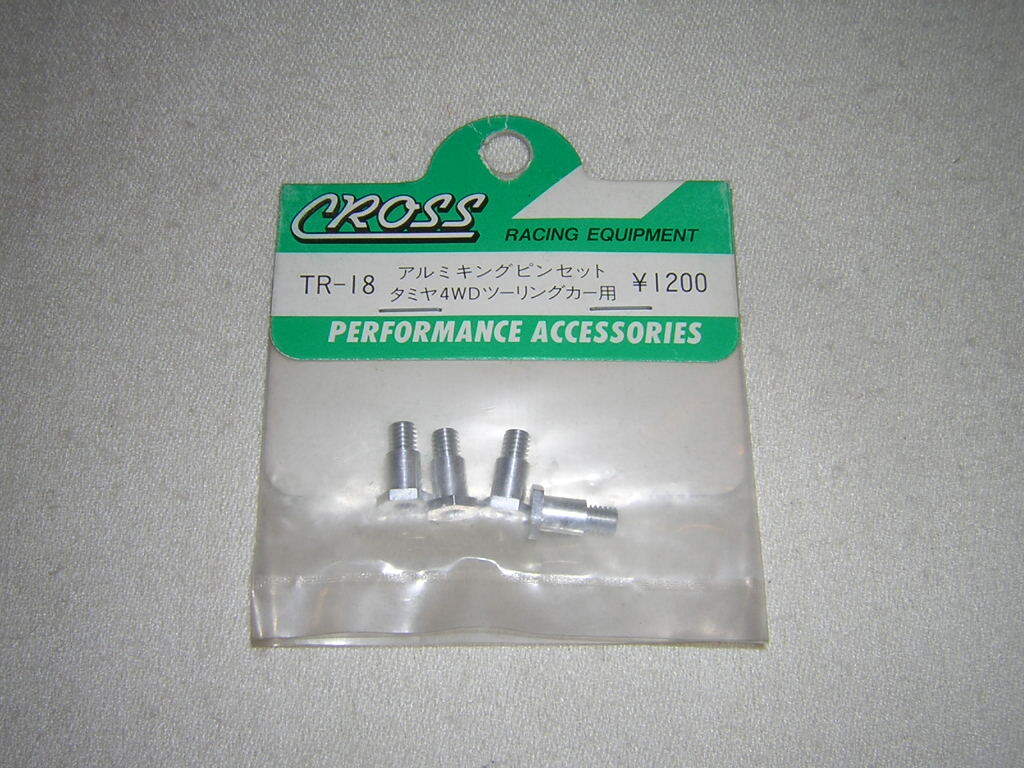 CROSS
RACING EQUIPMENT
TR-18 アルミキングピンセット ¥1200
タミヤ4WDツーリングカー用
PERFORMANCE ACCESSORIES